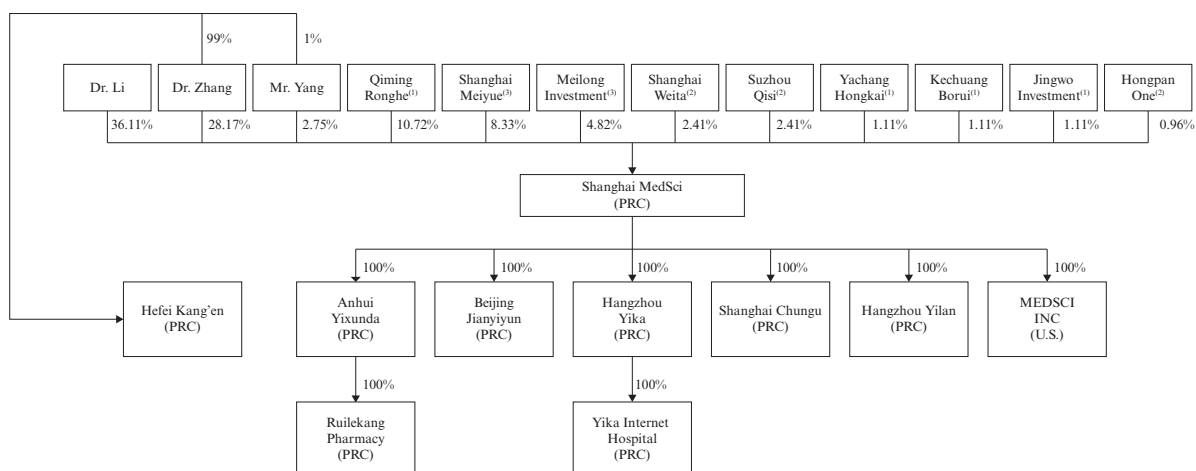 99%
1%
Dr. Li
Dr. Zhang
Mr. Yang
Qiming
Ronghe(1)
Shanghai
Meiyue(3)
Meilong
Investment(3)
Shanghai
Weita(2)
Suzhou
Qisi(2)
Yachang
Hongkai(1)
Kechuang
Borui(1)
Jingwo
Investment(1)
Hongpan
One(2)
36.11%
28.17%
2.75%
10.72%
8.33%
4.82%
2.41%
2.41%
1.11%
1.11%
1.11%
0.96%
Shanghai MedSci
(PRC)
100%
100%
100%
100%
100%
100%
Hefei Kang'en
(PRC)
Anhui
Yixunda
(PRC)
Beijing
Jianyiyun
(PRC)
Hangzhou
Yika
(PRC)
Shanghai Chungu
(PRC)
Hangzhou Yilan
(PRC)
MEDSCI
INC
(U.S.)
100%
100%
Ruilekang
Pharmacy
(PRC)
Yika Internet
Hospital
(PRC)